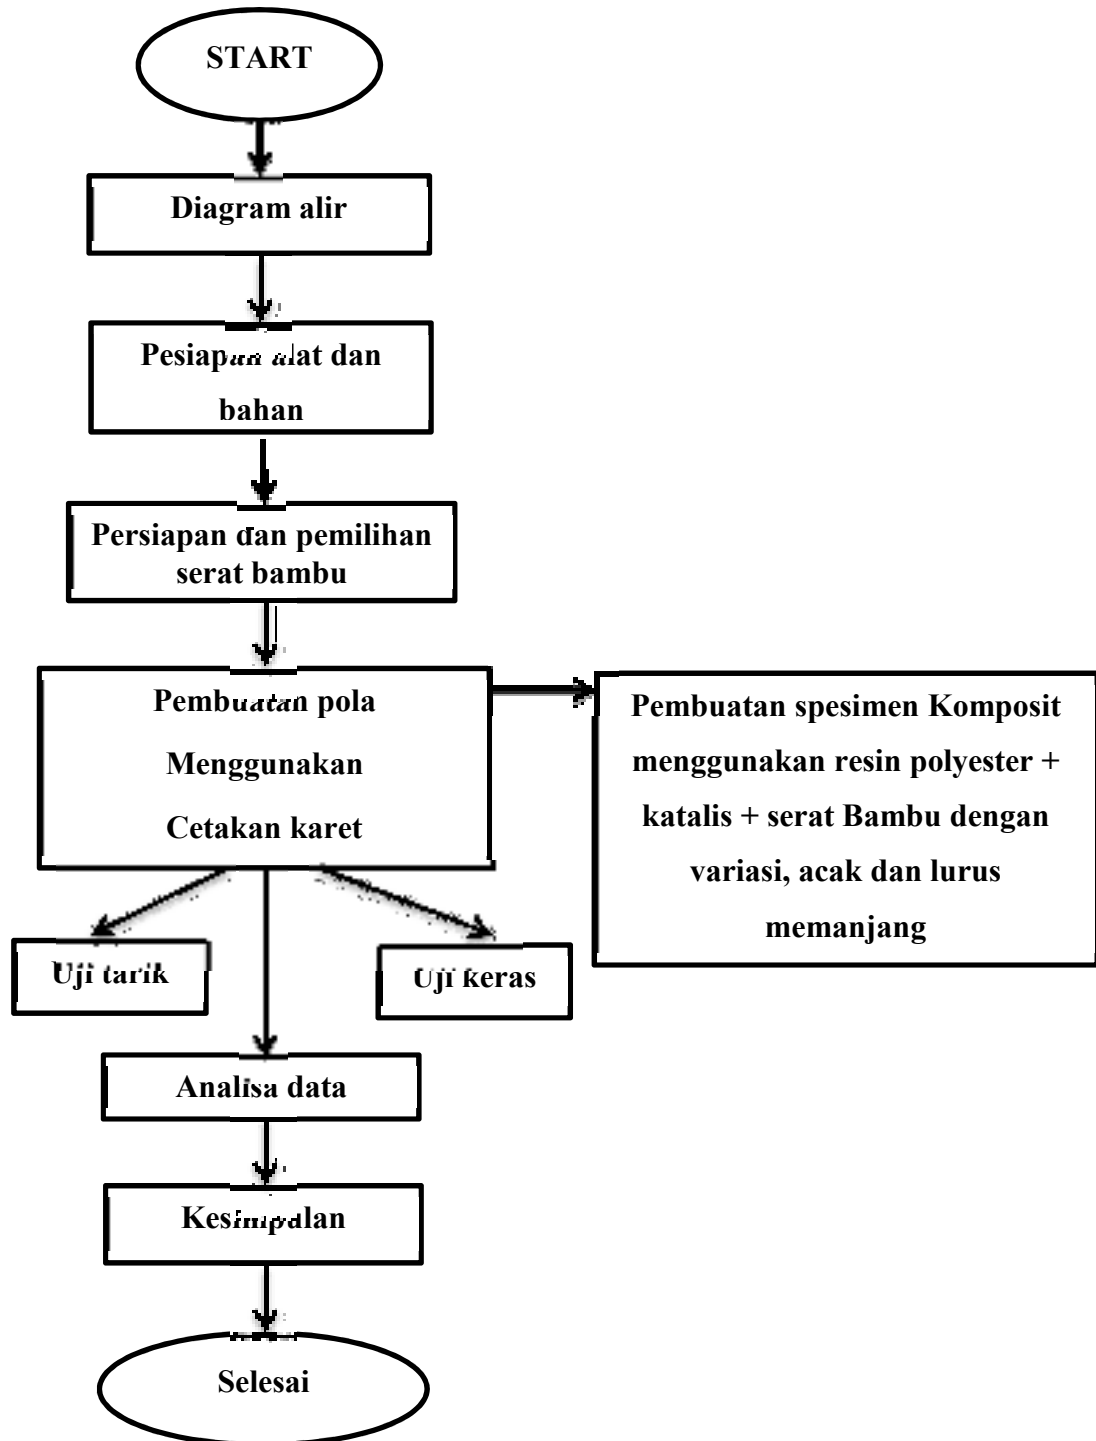 START
Diagram alir
Pesiapan alat dan
bahan
Persiapan dan pemilihan
serat bambu
Pembuatan pola
Menggunakan
Cetakan karet
Pembuatan spesimen Komposit
menggunakan resin polyester +
katalis + serat Bambu dengan
variasi, acak dan lurus
memanjang
Uji tarik
Uji keras
Analisa data
Kesimpulan
Selesai